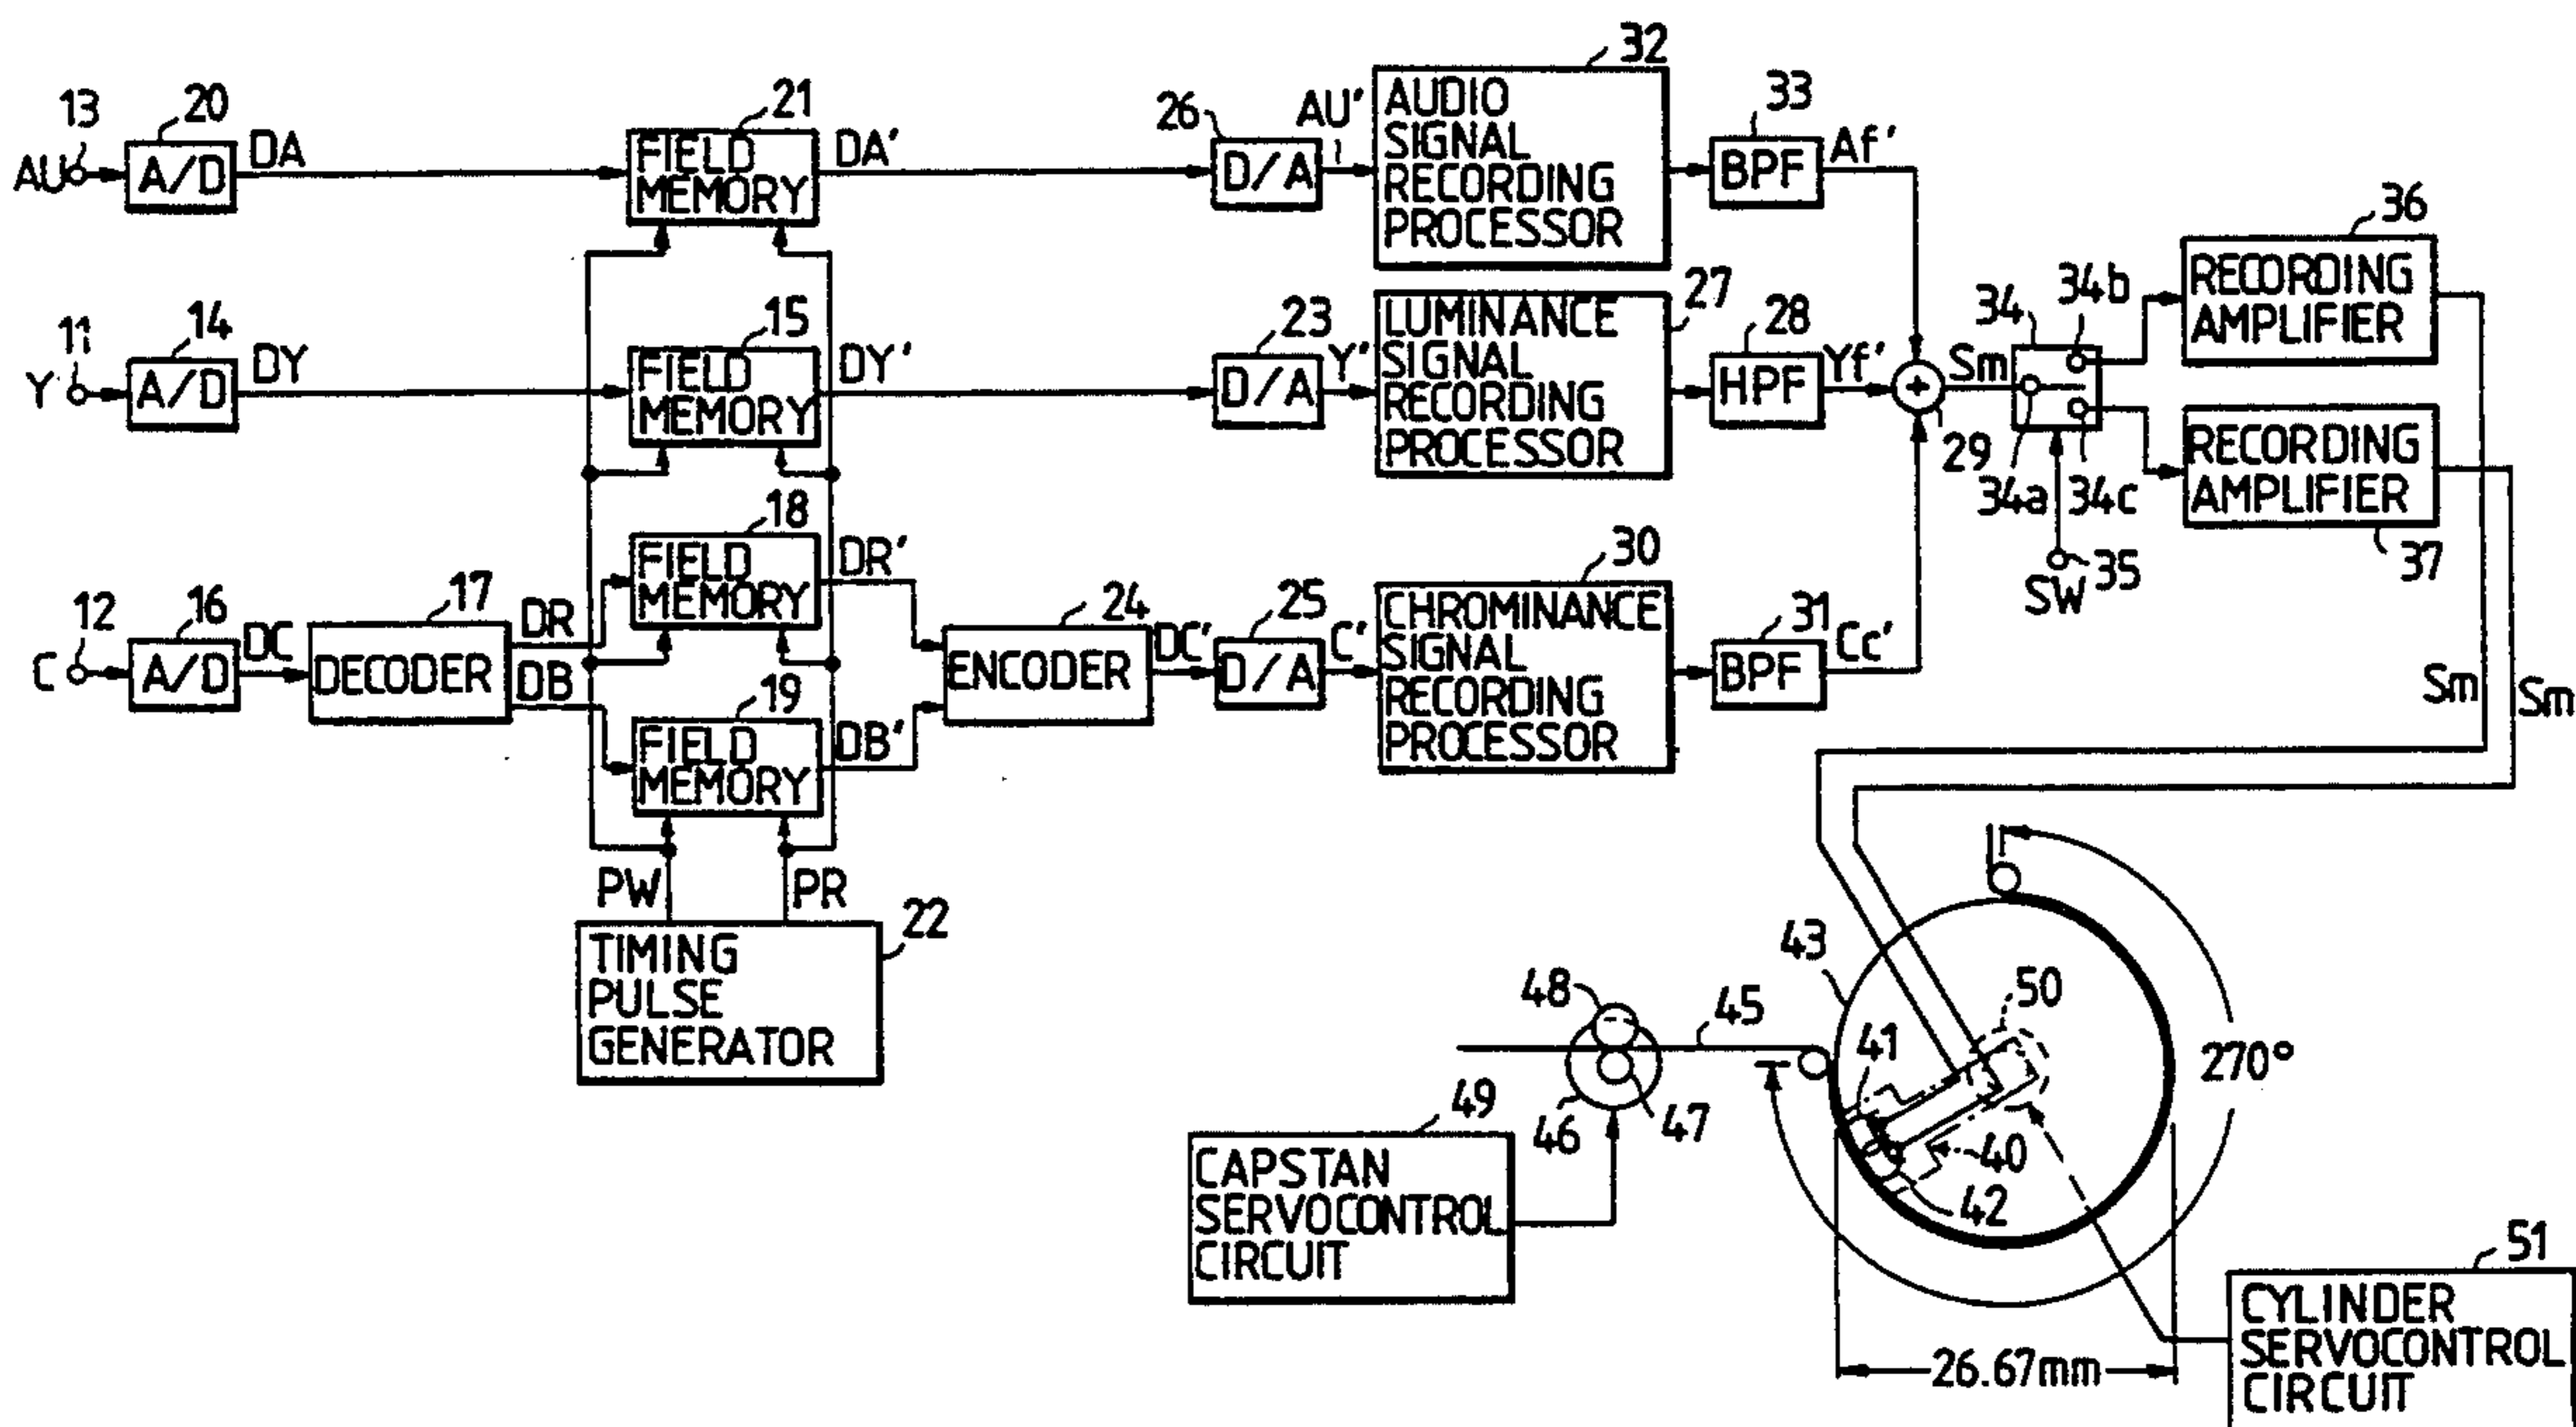 32
13
20
21
26
AU'
AUDIO
SIGNAL
RECORDING
PROCESSOR
33
AU
A/D
DA
FIELD
MEMORY
DA'
D/A
BPF
Af'
36
RECORDING
AMPLIFIER
11
14
15
23
LUMINANCE
SIGNAL
RECORDING
PROCESSOR
27
28
34
34b
Y
A/D
DY
FIELD
MEMORY
DY'
D/A
Y'
HPF
Yf'
+
Sm
29
34a
34c
RECORDING
AMPLIFIER
37
35
SW
18
FIELD
MEMORY
DR'
30
12
16
17
DR
24
25
CHROMINANCE
SIGNAL
RECORDING
PROCESSOR
31
C
A/D
DC
DECODER
DB
ENCODER
DC'
D/A
C'
BPF
Cc'
Sm
Sm
19
FIELD
MEMORY
DB'
PW
PR
22
TIMING
PULSE
GENERATOR
43
48
45
50
41
270°
49
46
47
40
42
CAPSTAN
SERVOCONTROL
CIRCUIT
51
26.67mm
CYLINDER
SERVOCONTROL
CIRCUIT